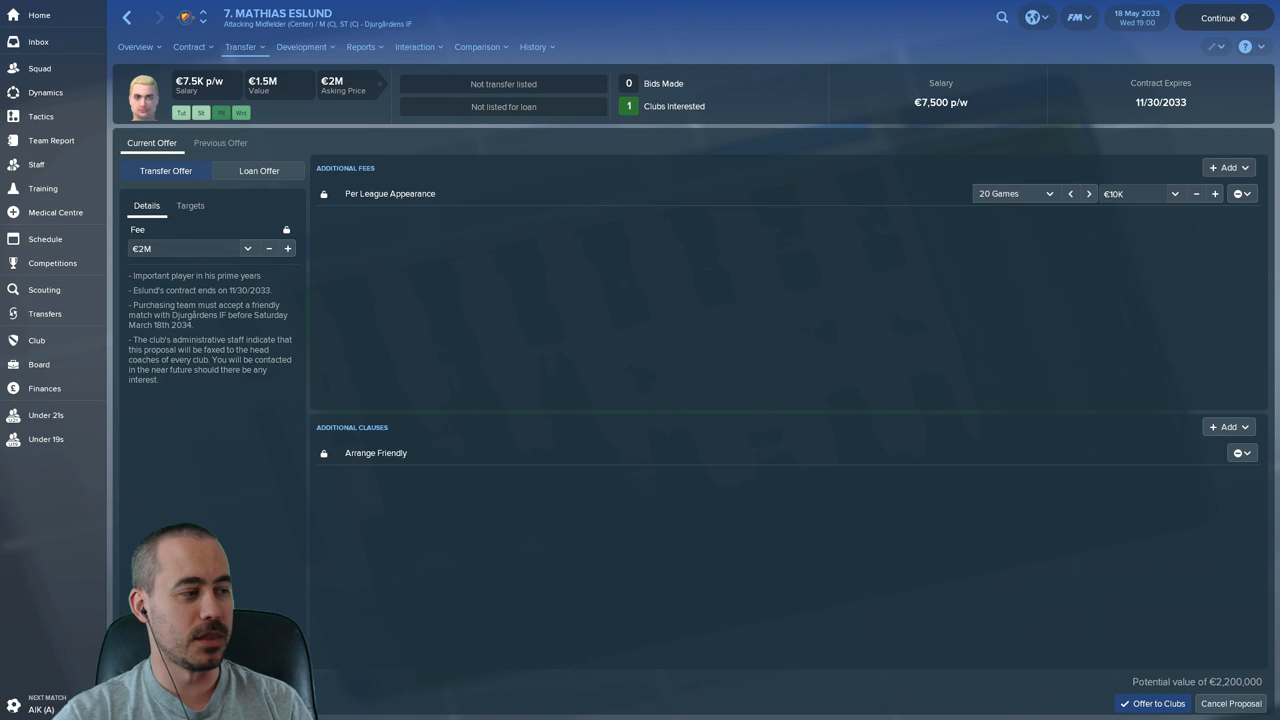 Home
Inbox
Squad
Dynamics
Tactics
Team Report
Staff
Training
Medical Centre
Schedule
Competitions
Scouting
Transfers
Club
Board
Finances
Under 21s
Under 19s
NEXT MATCH
AIK (A)
7. MATHIAS ESLUND
Attacking Midfielder (Center) / M (C), ST (C) - Djurgårdens IF
FM
18 May 2033
Wed 19:00
Continue
Overview
Contract
Transfer
Development
Reports
Interaction
Comparison
History
?
€7.5K p/w
Salary
€1.5M
Value
€2M
Asking Price
Tut
Slt
PR
Wnt
Not transfer listed
Not listed for loan
0 Bids Made
1 Clubs Interested
Salary
€7,500 p/w
Contract Expires
11/30/2033
Current Offer
Previous Offer
Transfer Offer
Loan Offer
Details
Targets
Fee
€2M
- Important player in his prime years
- Eslund's contract ends on 11/30/2033.
- Purchasing team must accept a friendly
match with Djurgårdens IF before Saturday
March 18th 2034.
- The club's administrative staff indicate that
this proposal will be faxed to the head
coaches of every club. You will be contacted
in the near future should there be any
interest.
ADDITIONAL FEES
+ Add
Per League Appearance
20 Games
€10K
ADDITIONAL CLAUSES
+ Add
Arrange Friendly
Potential value of €2,200,000
Offer to Clubs
Cancel Proposal